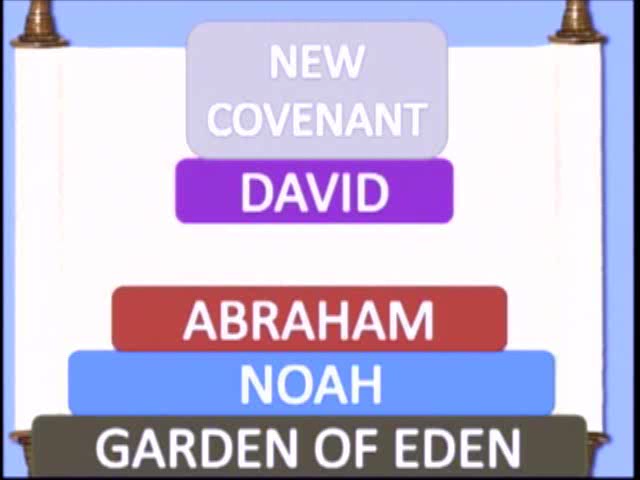 NEW
COVENANT
DAVID
ABRAHAM
NOAH
GARDEN OF EDEN